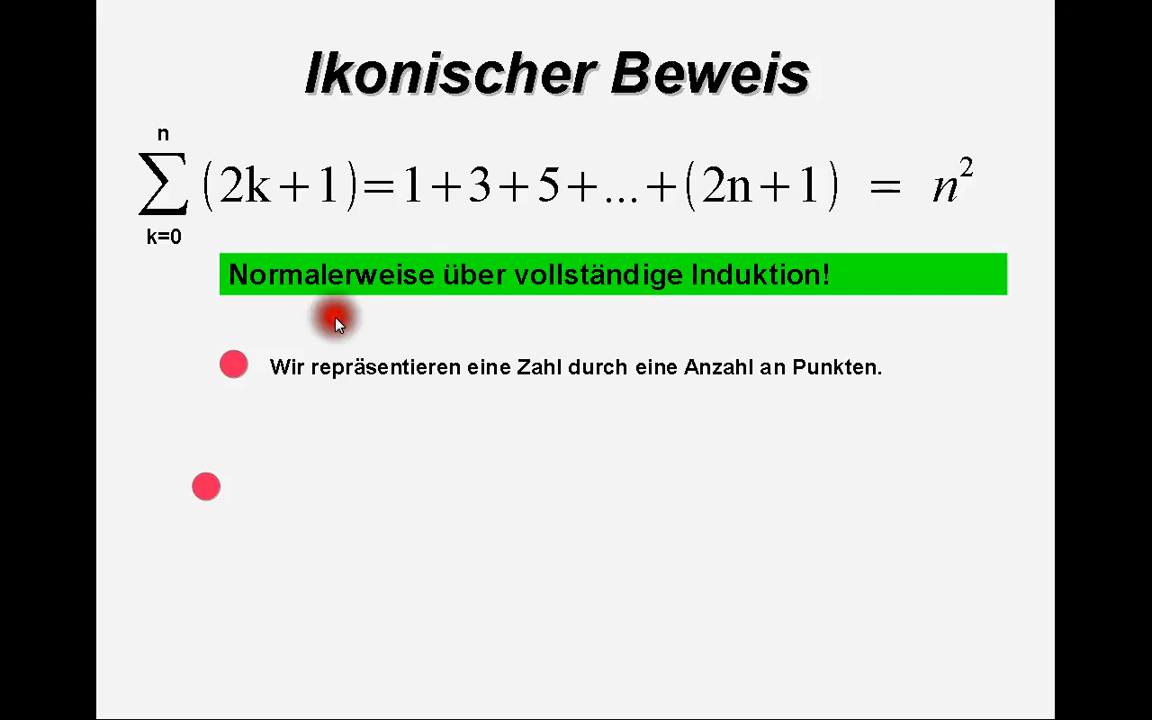 Ikonischer Beweis
n
∑ (2k+1)=1+3+5+...+(2n+1) = n²
k=0
Normalerweise über vollständige Induktion!
Wir repräsentieren eine Zahl durch eine Anzahl an Punkten.